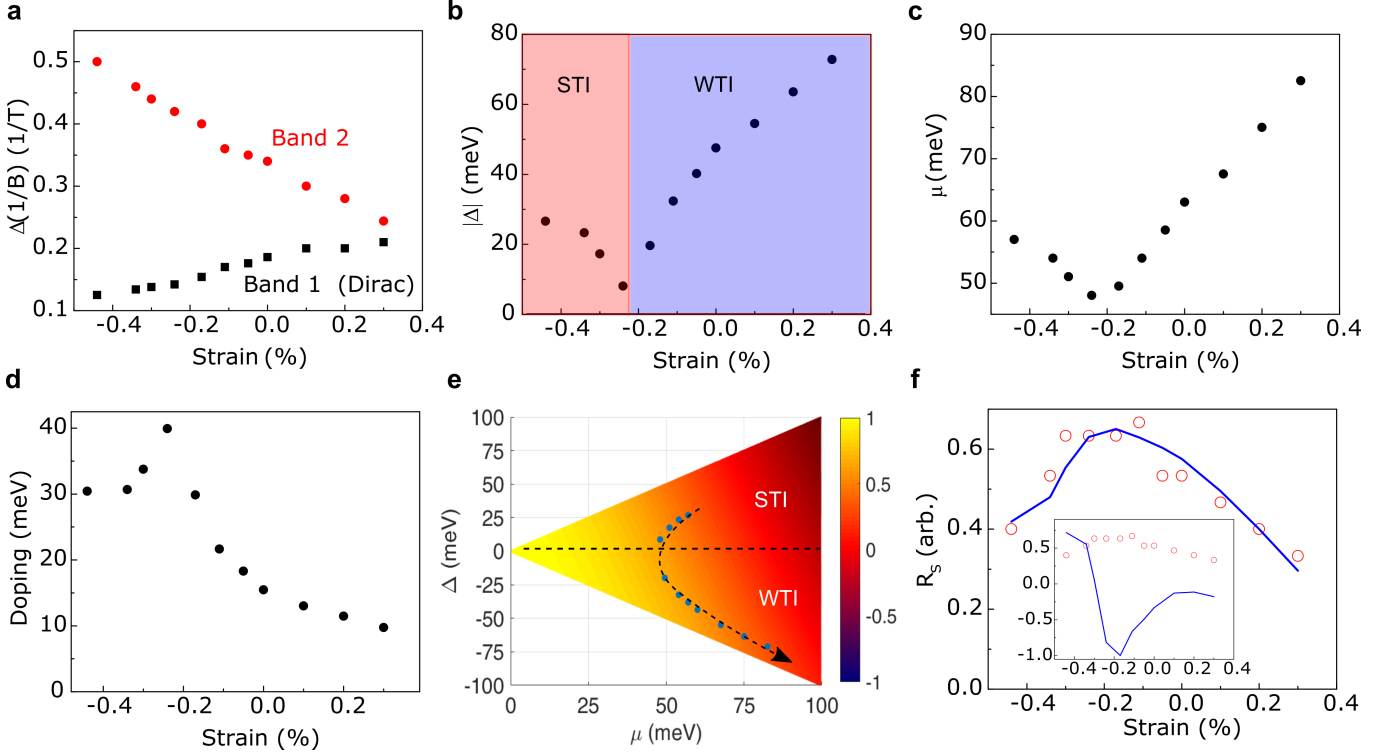 a
Δ(1/B) (1/T)
0.5
0.4
0.3
0.2
0.1
Band 2
Band 1 (Dirac)
-0.4 -0.2 0.0 0.2 0.4
Strain (%)
b
|Δ| (meV)
80
60
40
20
0
STI
WTI
-0.4 -0.2 0.0 0.2 0.4
Strain (%)
c
μ(meV)
90
80
70
60
50
-0.4 -0.2 0.0 0.2 0.4
Strain (%)
d
Doping (meV)
40
30
20
10
0
-0.4 -0.2 0.0 0.2
Strain (%)
e
Δ (meV)
100
75
50
25
0
-25
-50
-75
-100
STI
WTI
0 25 50 75 100
μ (meV)
1
0.5
0
-0.5
-1
f
RS (arb.)
0.6
0.4
0.2
0.0
0.5
0.0
-0.5
-1.0
-0.4 -0.2 0.0 0.2 0.4
-0.4 -0.2 0.0 0.2 0.4
Strain (%)